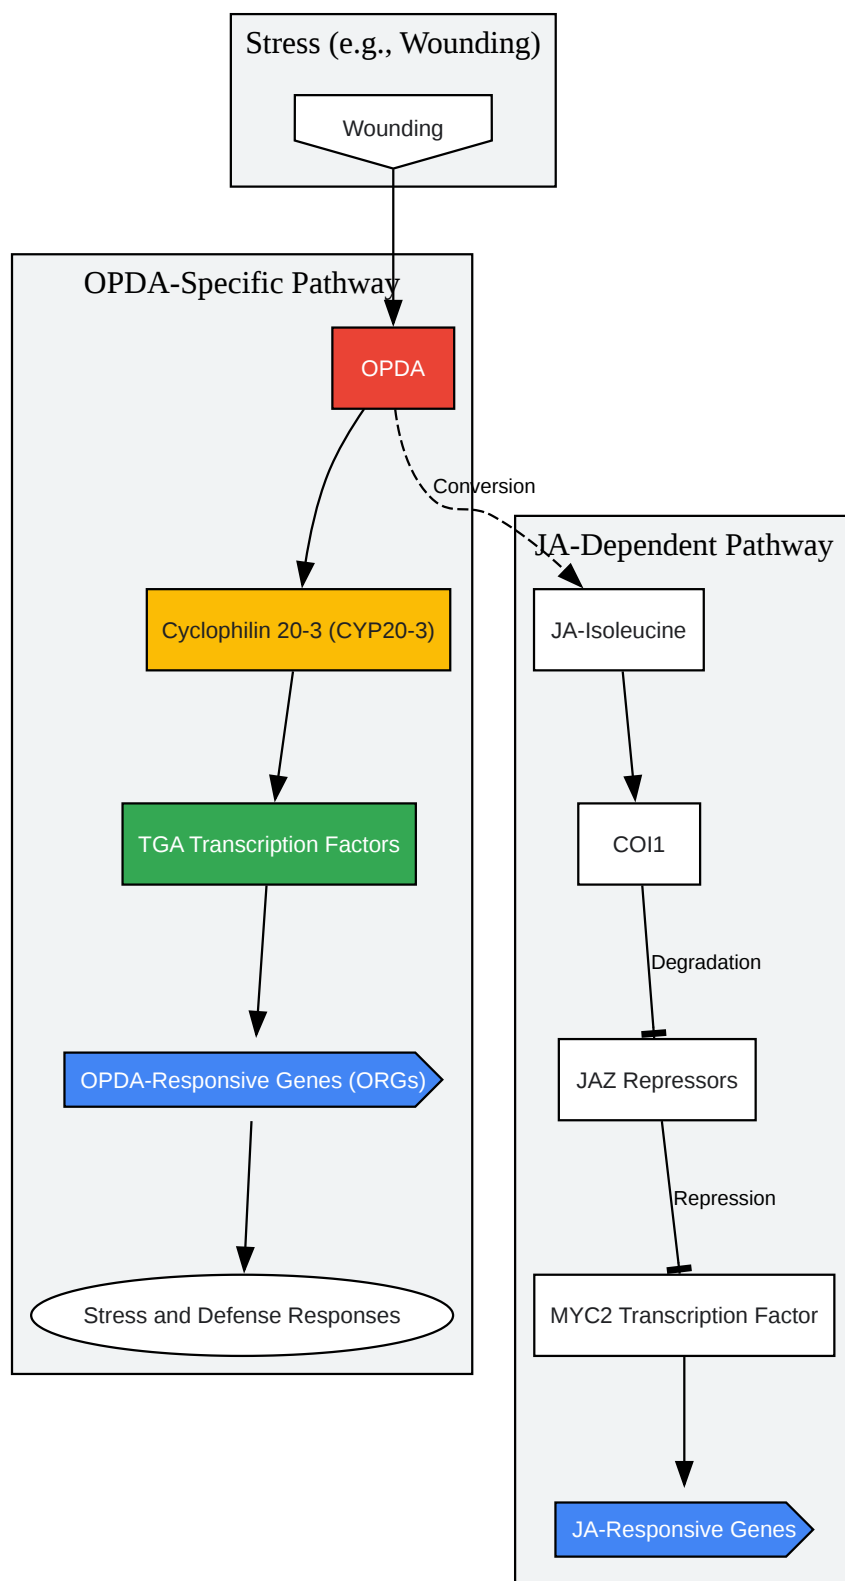 Stress (e.g., Wounding)
Wounding
OPDA-Specific Pathway
OPDA
Conversion
JA-Dependent Pathway
Cyclophilin 20-3 (CYP20-3)
JA-Isoleucine
TGA Transcription Factors
COI1
Degradation
OPDA-Responsive Genes (ORGs)
JAZ Repressors
Repression
Stress and Defense Responses
MYC2 Transcription Factor
JA-Responsive Genes